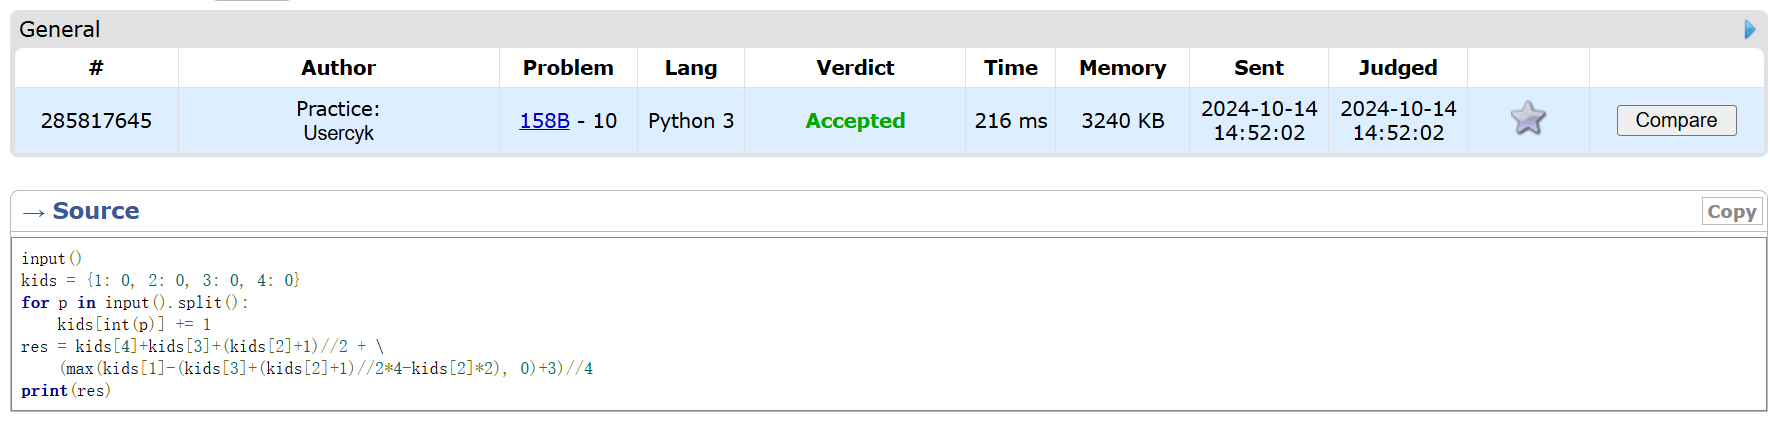 General
# Author Problem Lang Verdict Time Memory Sent Judged
285817645 Practice: Usercyk 158B - 10 Python 3 Accepted 216 ms 3240 KB 2024-10-14 14:52:02 2024-10-14 14:52:02 Compare
→ Source Copy
input()
kids = {1: 0, 2: 0, 3: 0, 4: 0}
for p in input().split():
    kids[int(p)] += 1
res = kids[4]+kids[3]+(kids[2]+1)//2 + \
    (max(kids[1]-(kids[3]+(kids[2]+1)//2*4-kids[2]*2), 0)+3)//4
print(res)